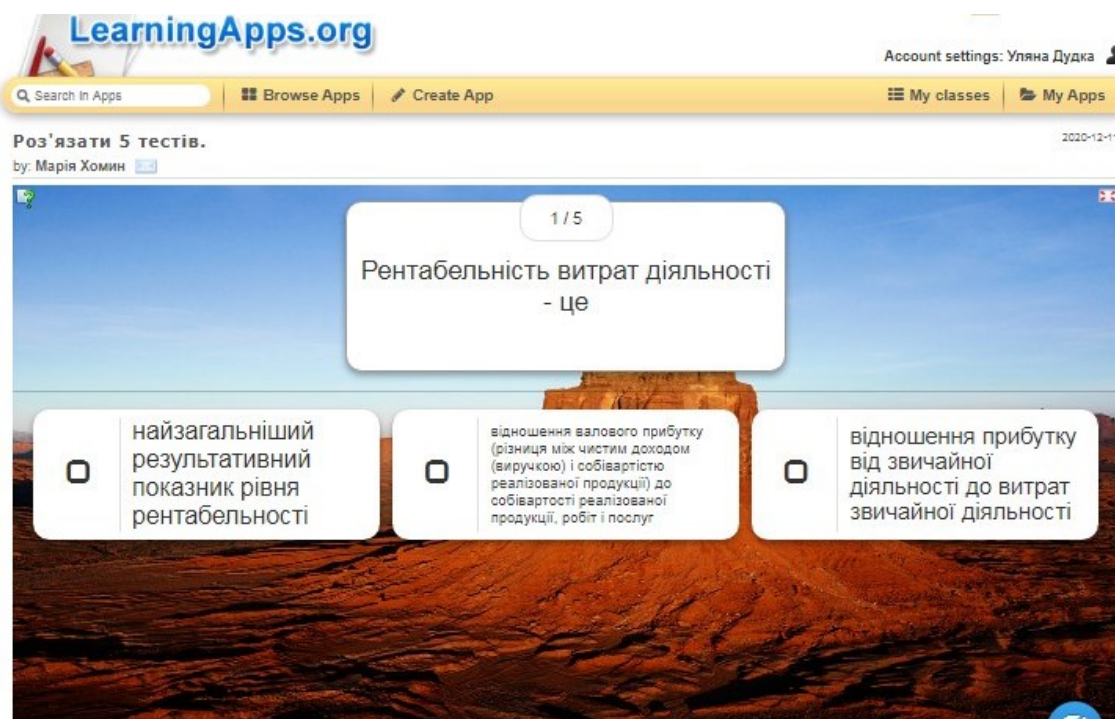 LearningApps.org
Account settings: Уляна Дудка
Search in Apps
Browse Apps
Create App
My classes
My Apps
Роз'язати 5 тестів.
2020-12-11
by: Марія Хомин
1 / 5
Рентабельність витрат діяльності
- це
найзагальніший
результативний
показник рівня
рентабельності
відношення валового прибутку
(різниця між чистим доходом
(виручкою) і собівартістю
реалізованої продукції) до
собівартості реалізованої
продукції, робіт і послуг
відношення прибутку
від звичайної
діяльності до витрат
звичайної діяльності